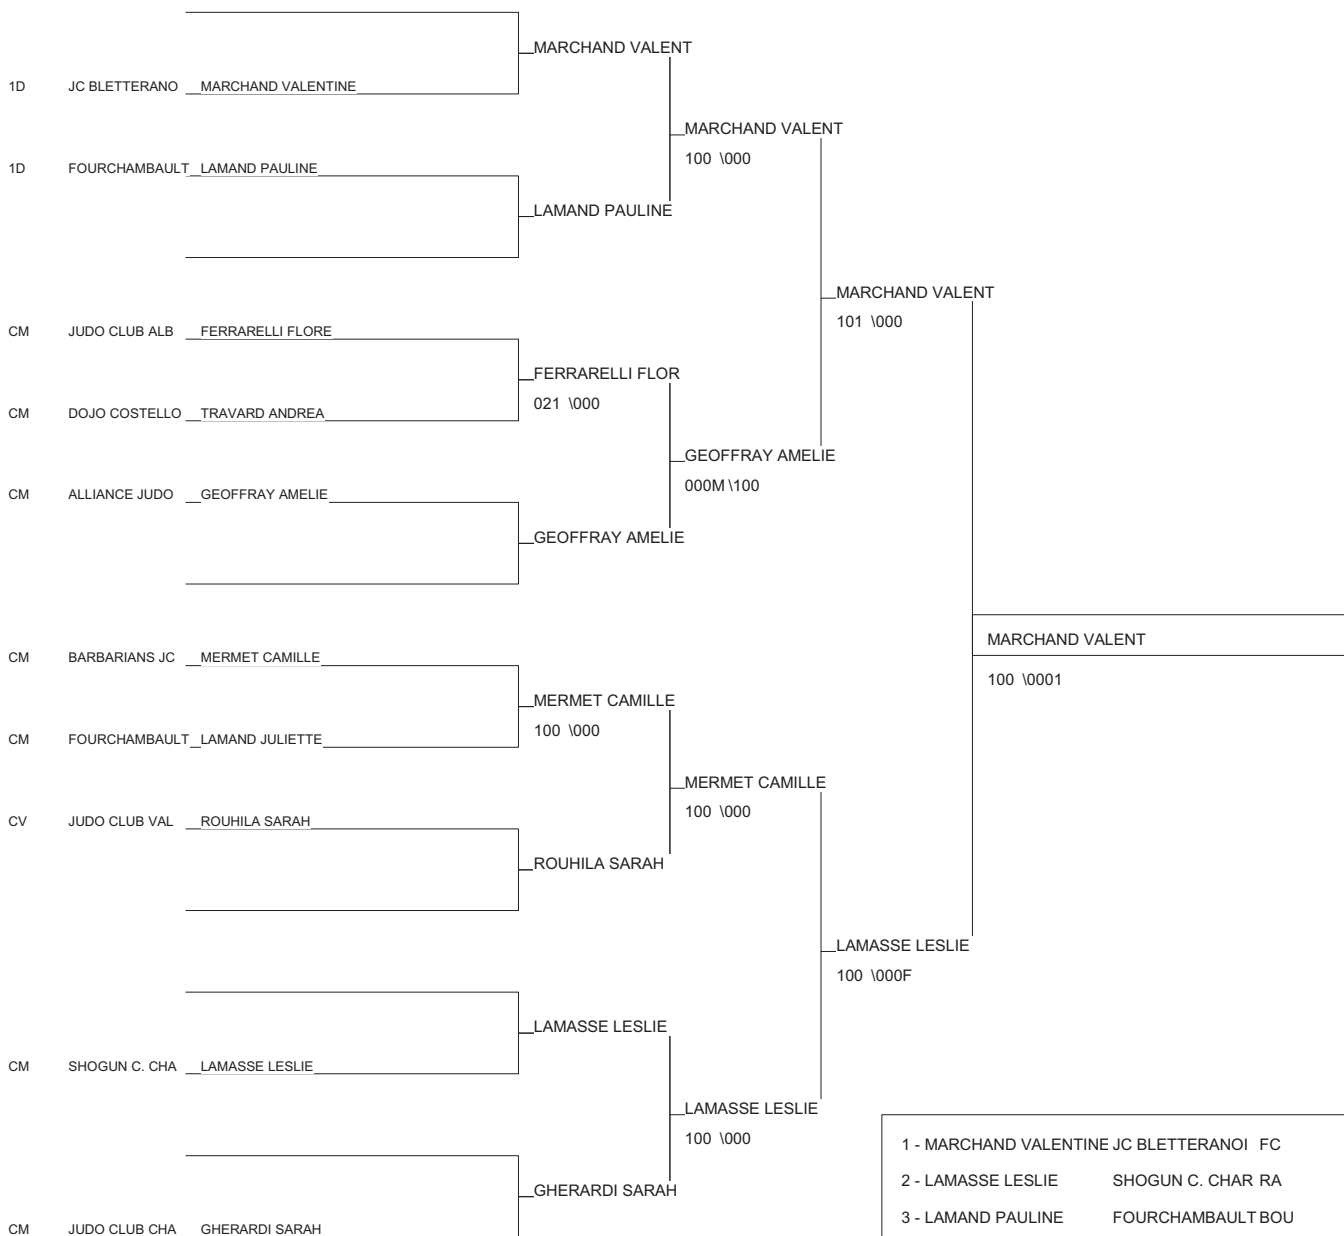 MARCHAND VALENT
1D JC BLETTERANO MARCHAND VALENTINE
MARCHAND VALENT
100 \000
1D FOURCHAMBAULT LAMAND PAULINE
LAMAND PAULINE
MARCHAND VALENT
101 \000
CM JUDO CLUB ALB FERRARELLI FLORE
FERRARELLI FLOR
021 \000
CM DOJO COSTELLO TRAVARD ANDREA
GEOFFRAY AMELIE
000M \100
CM ALLIANCE JUDO GEOFFRAY AMELIE
GEOFFRAY AMELIE
MARCHAND VALENT
100 \0001
CM BARBARIANS JC MERMET CAMILLE
MERMET CAMILLE
100 \000
CM FOURCHAMBAULT LAMAND JULIETTE
MERMET CAMILLE
100 \000
CV JUDO CLUB VAL ROUHILA SARAH
ROUHILA SARAH
LAMASSE LESLIE
100 \000F
LAMASSE LESLIE
CM SHOGUN C. CHA LAMASSE LESLIE
LAMASSE LESLIE
100 \000
GHERARDI SARAH
CM JUDO CLUB CHA GHERARDI SARAH
1 - MARCHAND VALENTINE JC BLETTERANOI FC
2 - LAMASSE LESLIE SHOGUN C. CHAR RA
3 - LAMAND PAULINE FOURCHAMBAULT BOU